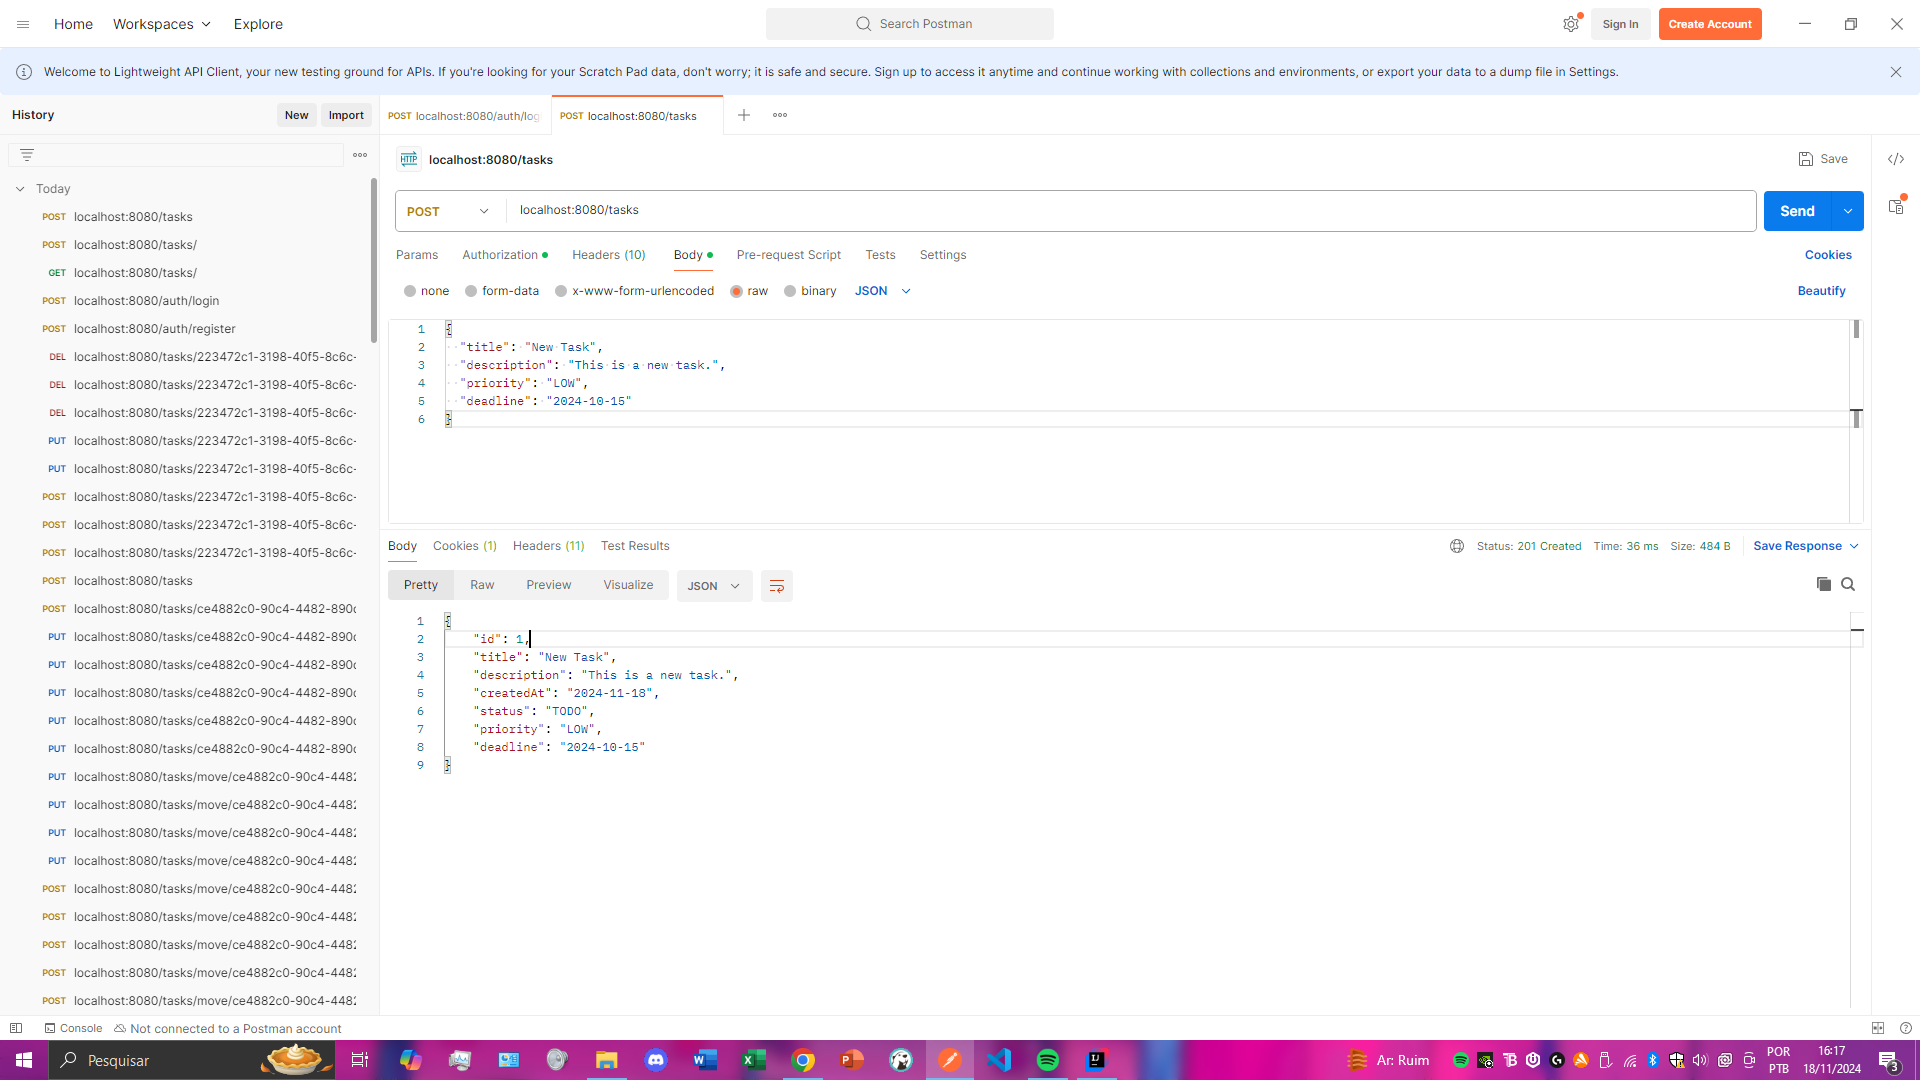 Home
Workspaces
Explore
Search Postman
Sign In
Create Account
Welcome to Lightweight API Client, your new testing ground for APIs. If you're looking for your Scratch Pad data, don't worry; it is safe and secure. Sign up to access it anytime and continue working with collections and environments, or export your data to a dump file in Settings.
History
New
Import
POST localhost:8080/auth/log
POST localhost:8080/tasks
Today
POST localhost:8080/tasks
POST localhost:8080/tasks/
GET localhost:8080/tasks/
POST localhost:8080/auth/login
POST localhost:8080/auth/register
DEL localhost:8080/tasks/223472c1-3198-40f5-8c6c-
DEL localhost:8080/tasks/223472c1-3198-40f5-8c6c-
DEL localhost:8080/tasks/223472c1-3198-40f5-8c6c-
PUT localhost:8080/tasks/223472c1-3198-40f5-8c6c-
PUT localhost:8080/tasks/223472c1-3198-40f5-8c6c-
POST localhost:8080/tasks/223472c1-3198-40f5-8c6c-
POST localhost:8080/tasks/223472c1-3198-40f5-8c6c-
POST localhost:8080/tasks/223472c1-3198-40f5-8c6c-
POST localhost:8080/tasks
POST localhost:8080/tasks/ce4882c0-90c4-4482-890c
PUT localhost:8080/tasks/ce4882c0-90c4-4482-890c
PUT localhost:8080/tasks/ce4882c0-90c4-4482-890c
PUT localhost:8080/tasks/ce4882c0-90c4-4482-890c
PUT localhost:8080/tasks/ce4882c0-90c4-4482-890c
PUT localhost:8080/tasks/ce4882c0-90c4-4482-890c
PUT localhost:8080/tasks/move/ce4882c0-90c4-4482
PUT localhost:8080/tasks/move/ce4882c0-90c4-4482
PUT localhost:8080/tasks/move/ce4882c0-90c4-4482
PUT localhost:8080/tasks/move/ce4882c0-90c4-4482
POST localhost:8080/tasks/move/ce4882c0-90c4-4482
POST localhost:8080/tasks/move/ce4882c0-90c4-4482
POST localhost:8080/tasks/move/ce4882c0-90c4-4482
POST localhost:8080/tasks/move/ce4882c0-90c4-4482
POST localhost:8080/tasks/move/ce4882c0-90c4-4482
HTTP localhost:8080/tasks
Save
POST
localhost:8080/tasks
Send
Params
Authorization
Headers (10)
Body
Pre-request Script
Tests
Settings
Cookies
none
form-data
x-www-form-urlencoded
raw
binary
JSON
Beautify
1 {
2 "title": "New Task",
3 "description": "This is a new task.",
4 "priority": "LOW",
5 "deadline": "2024-10-15"
6 }
Body
Cookies (1)
Headers (11)
Test Results
Status: 201 Created
Time: 36 ms
Size: 484 B
Save Response
Pretty
Raw
Preview
Visualize
JSON
1 {
2 "id": 1,
3 "title": "New Task",
4 "description": "This is a new task.",
5 "createdAt": "2024-11-18",
6 "status": "TODO",
7 "priority": "LOW",
8 "deadline": "2024-10-15"
9 }
Console
Not connected to a Postman account
Pesquisar
Ar: Ruim
POR
PTB
16:17
18/11/2024
3